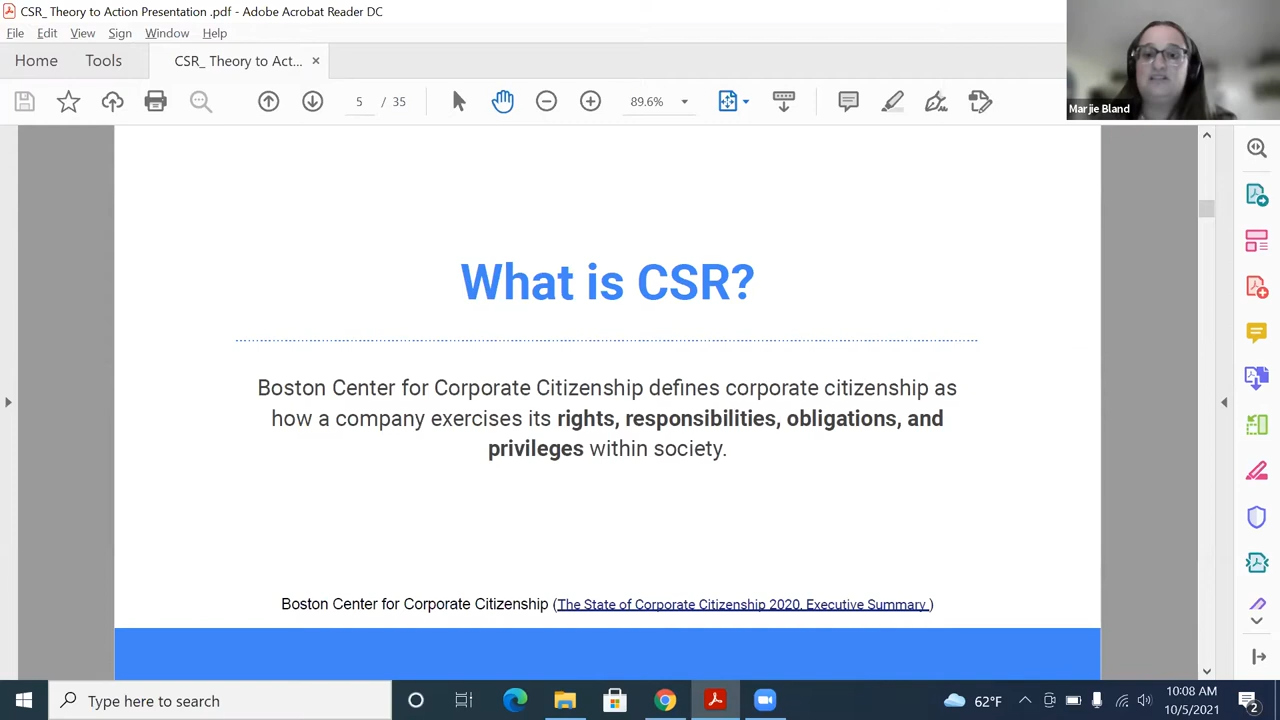 CSR_ Theory to Action Presentation .pdf - Adobe Acrobat Reader DC
File Edit View Sign Window Help
Home Tools CSR_ Theory to Act... ×
5 / 35 89.6%
Marjie Bland
What is CSR?
Boston Center for Corporate Citizenship defines corporate citizenship as
how a company exercises its rights, responsibilities, obligations, and
privileges within society.
Boston Center for Corporate Citizenship (The State of Corporate Citizenship 2020, Executive Summary )
Type here to search
62°F
10:08 AM
10/5/2021
2